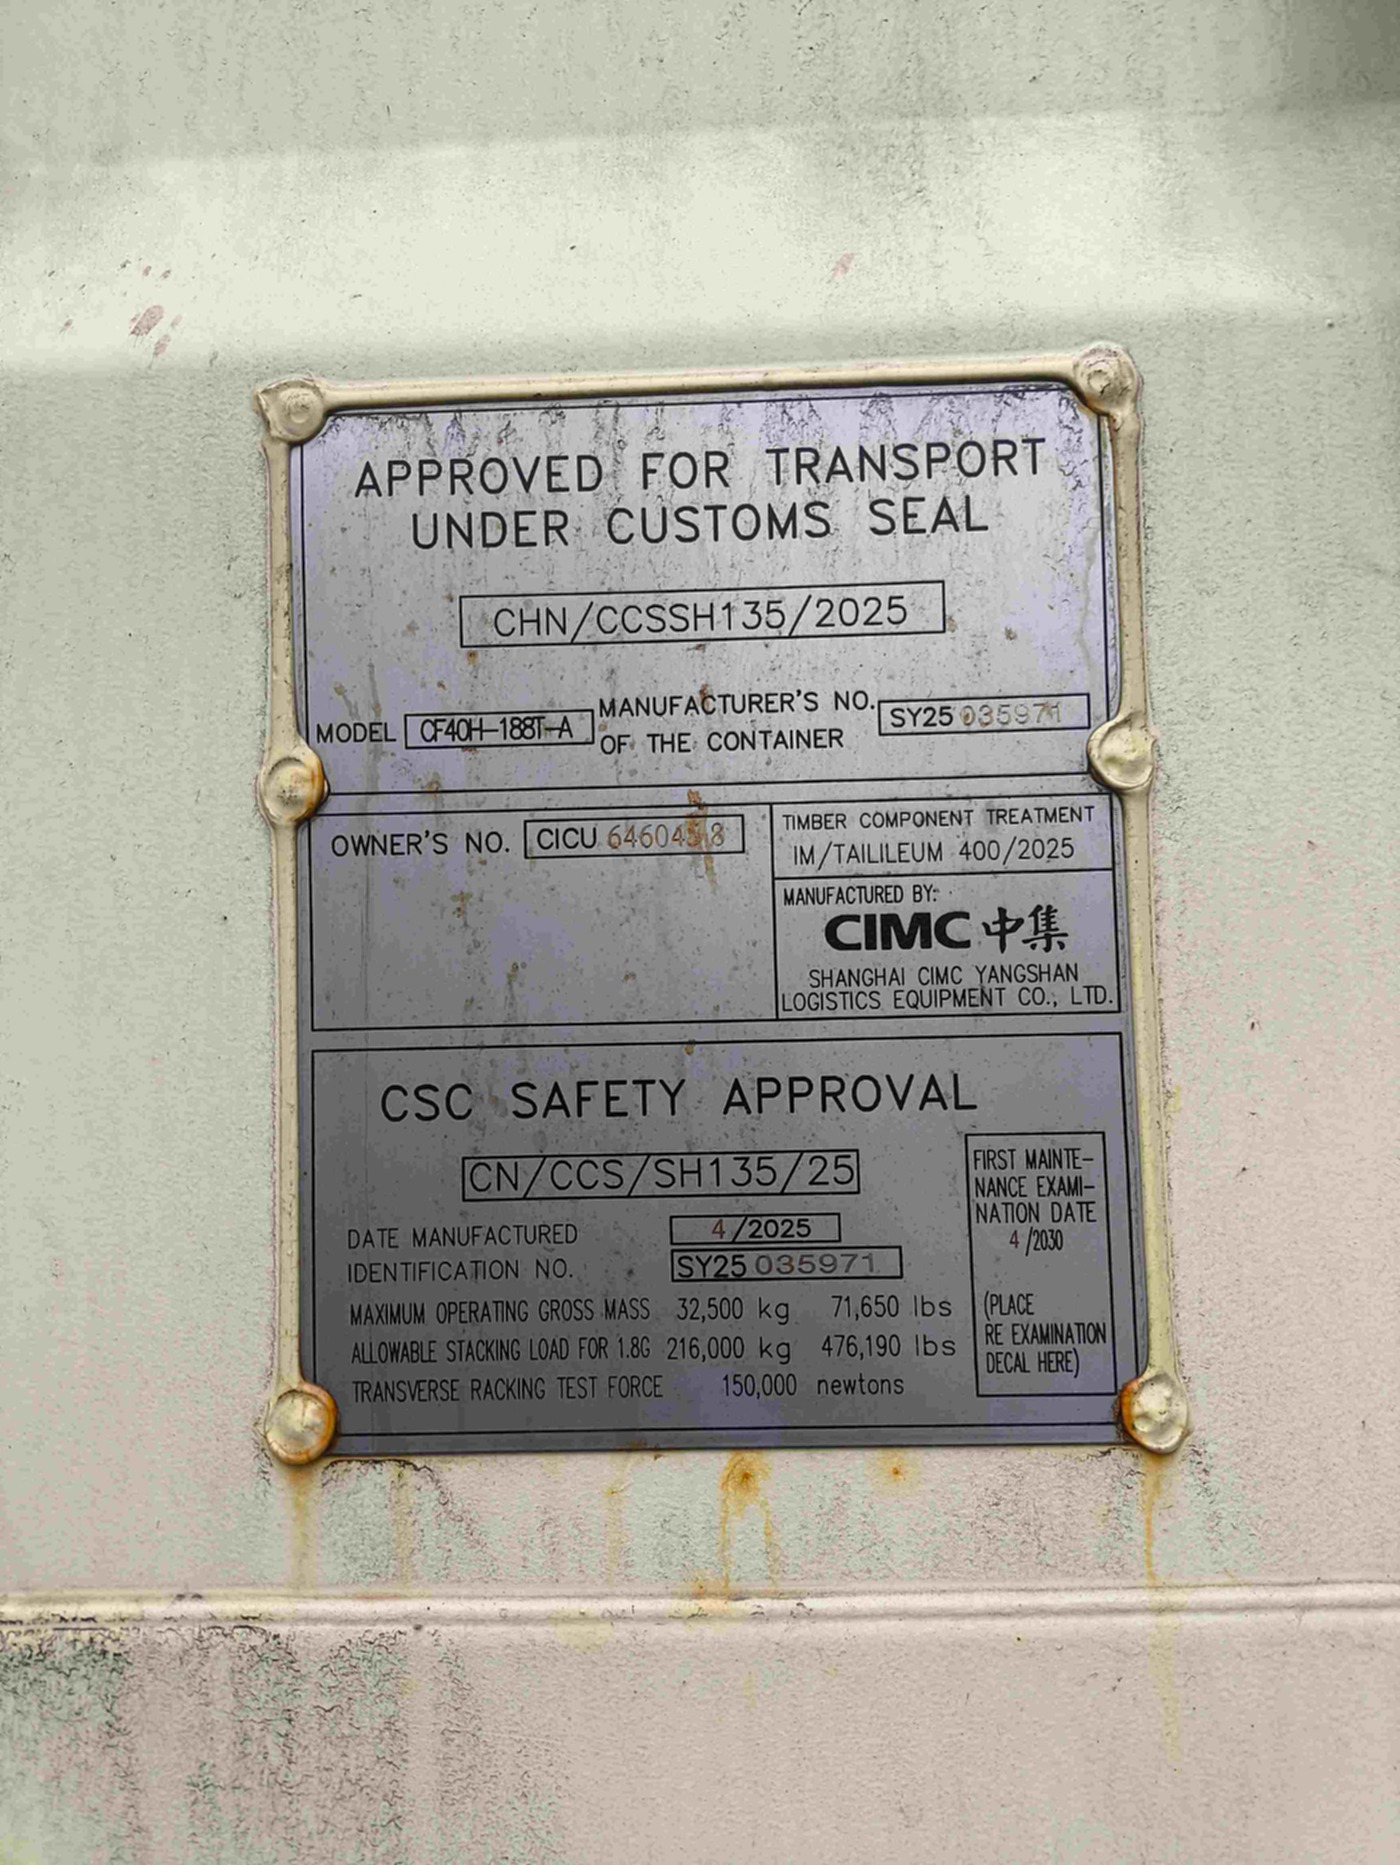 APPROVED FOR TRANSPORT
UNDER CUSTOMS SEAL
CHN/CCSSH135/2025
MODEL CF40H-188T-A
MANUFACTURER'S NO.
OF THE CONTAINER
SY25 035971
OWNER'S NO. CICU
TIMBER COMPONENT TREATMENT
IM/TAILILEUM 400/2025
MANUFACTURED BY:
CIMC 中集
SHANGHAI CIMC YANGSHAN
LOGISTICS EQUIPMENT CO., LTD.
CSC SAFETY APPROVAL
CN/CCS/SH135/25
DATE MANUFACTURED 4/2025
IDENTIFICATION NO. SY25 035971
MAXIMUM OPERATING GROSS MASS 32,500 kg 71,650 lbs
ALLOWABLE STACKING LOAD FOR 1.8G 216,000 kg 476,190 lbs
TRANSVERSE RACKING TEST FORCE 150,000 newtons
FIRST MAINTE-
NANCE EXAMI-
NATION DATE
4/2030
(PLACE
RE EXAMINATION
DECAL HERE)